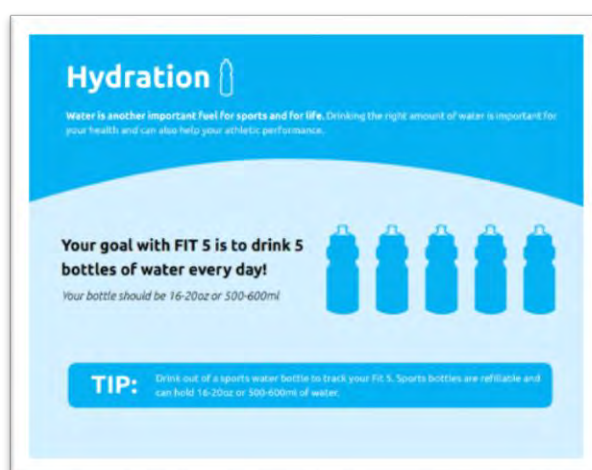 Hydration
Water is another important fuel for sports and for life. Drinking the right amount of water is important for
your health and can also help your athletic performance.
Your goal with FIT 5 is to drink 5
bottles of water every day!
Your bottle should be 16-20oz or 500-600ml
TIP:
Drink out of a sports water bottle to track your Fit 5. Sports bottles are refillable and
can hold 16-20oz or 500-600ml of water.